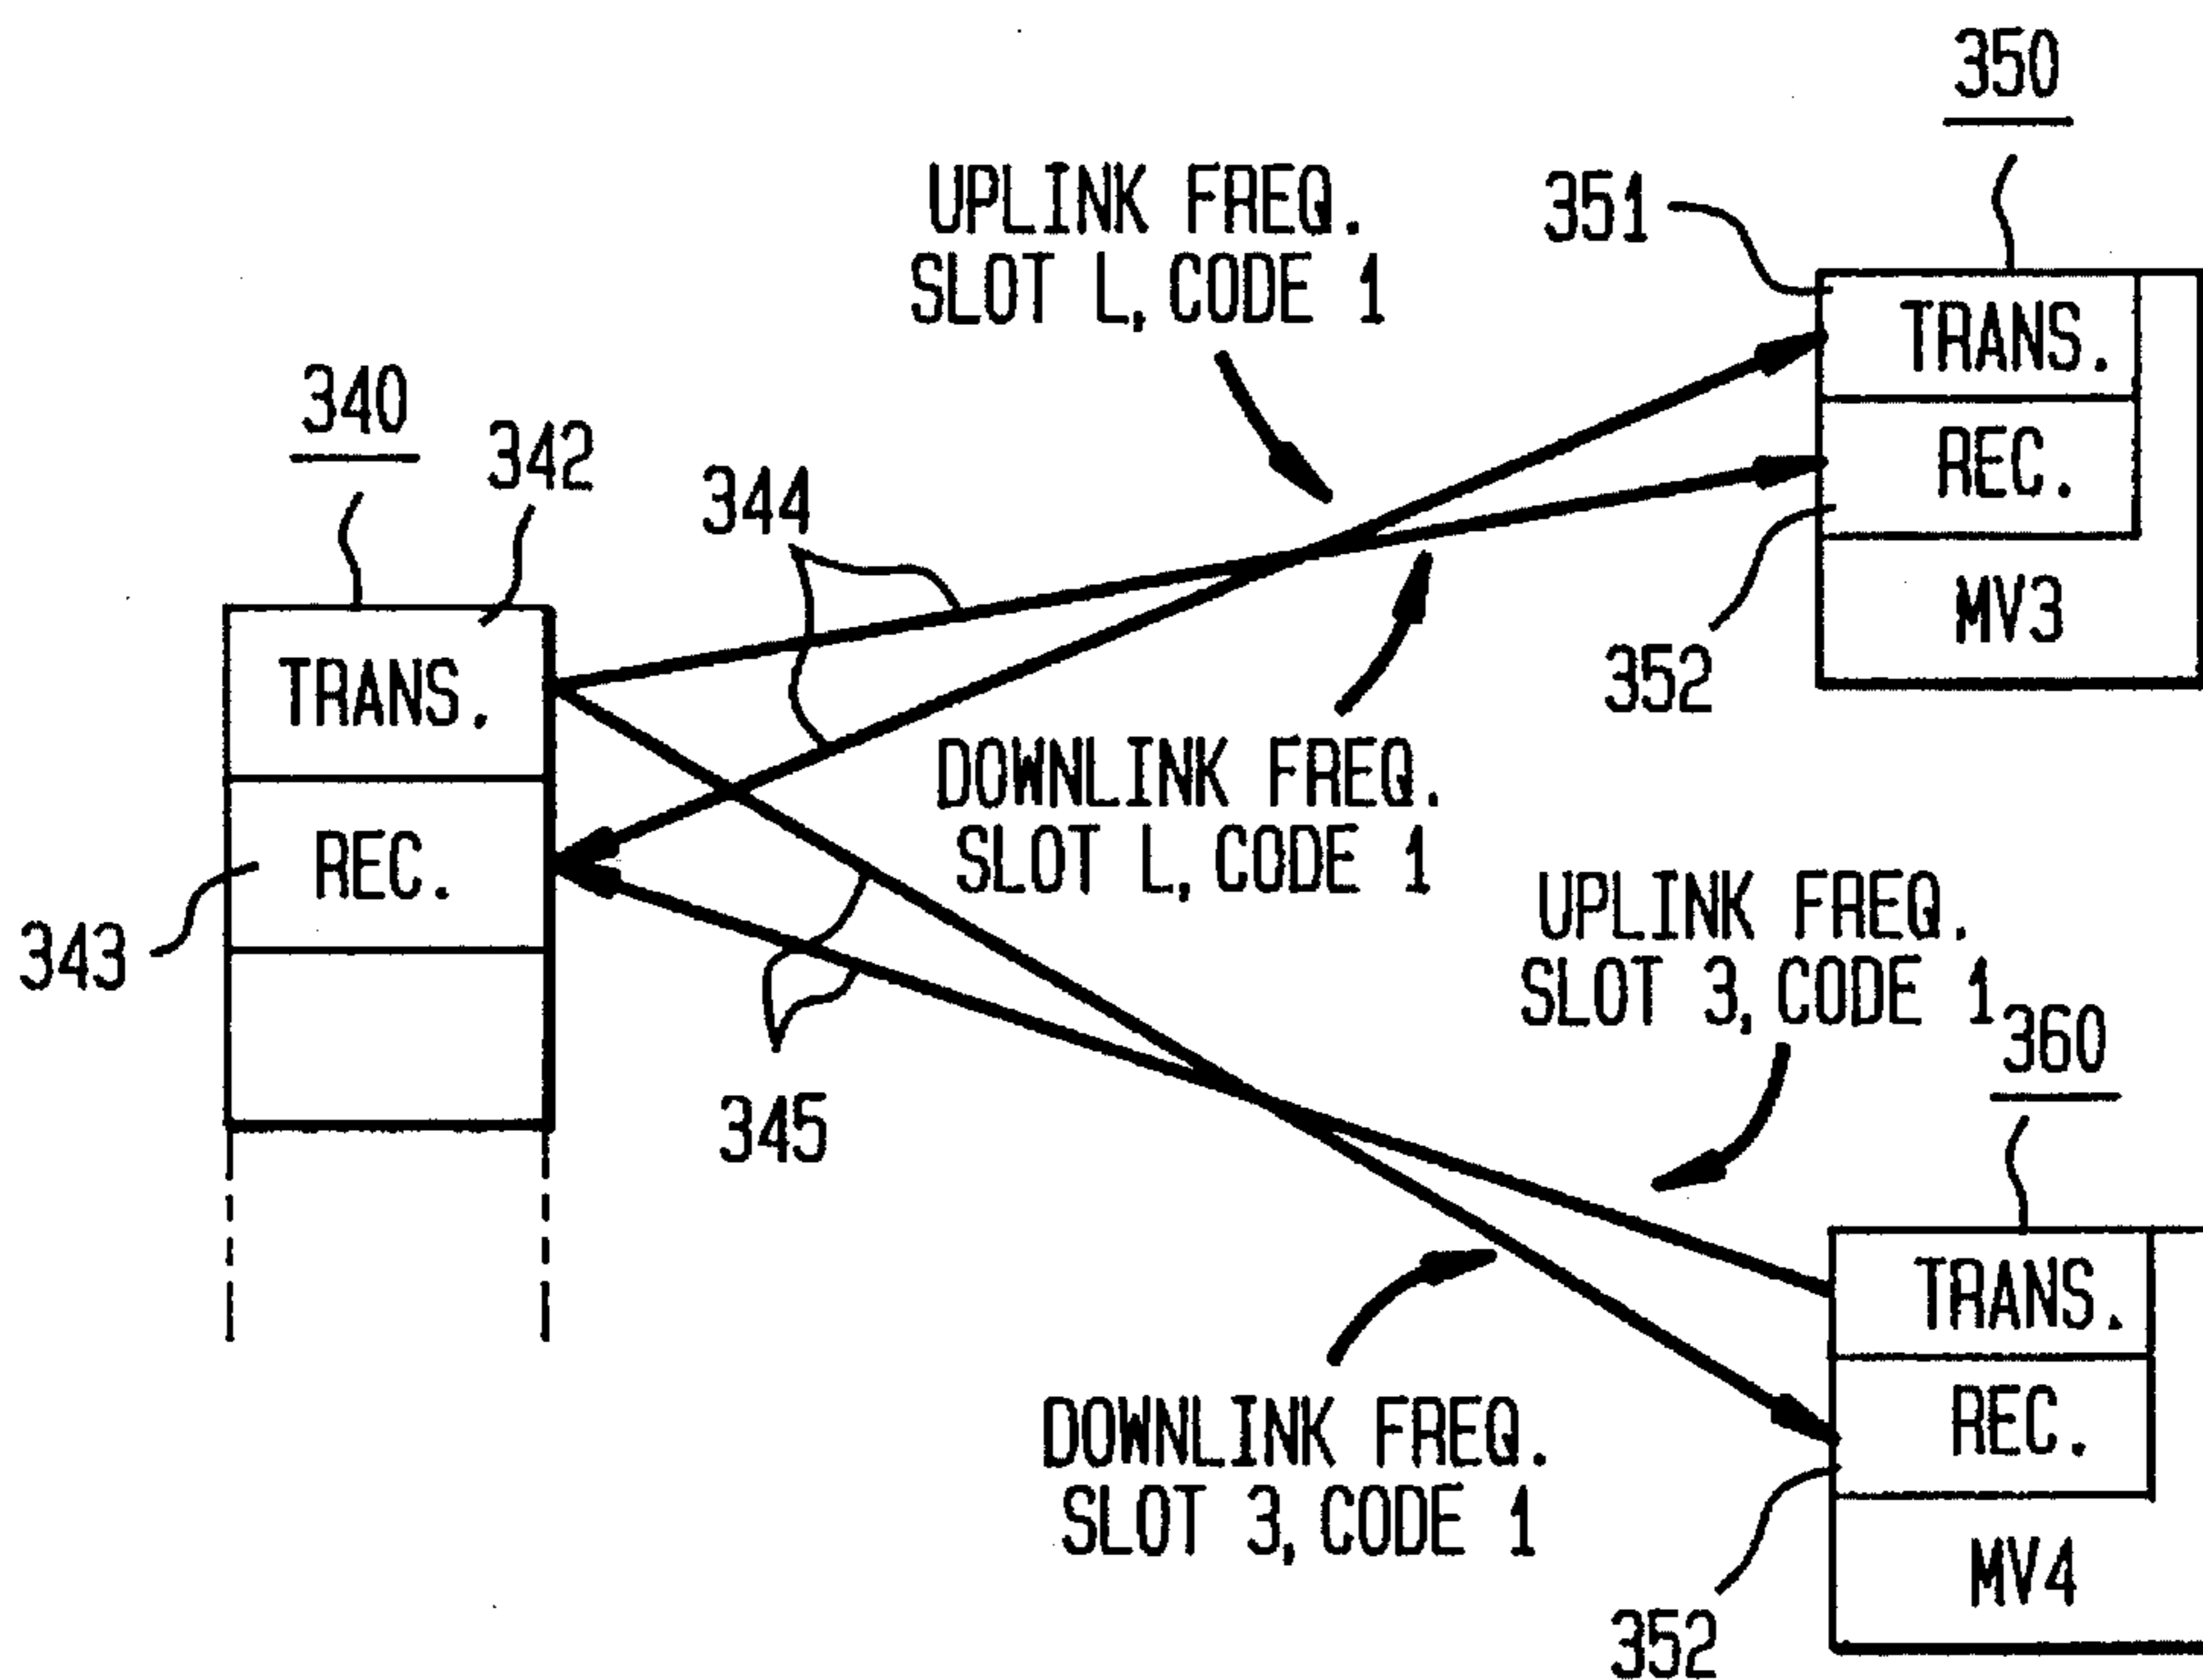 350
UPLINK FREQ.
SLOT L, CODE 1
351
TRANS.
340
342
344
REC.
352
MV3
TRANS.
DOWNLINK FREQ.
SLOT L, CODE 1
REC.
343
UPLINK FREQ.
SLOT 3, CODE 1
360
345
TRANS.
DOWNLINK FREQ.
SLOT 3, CODE 1
REC.
352
MV4